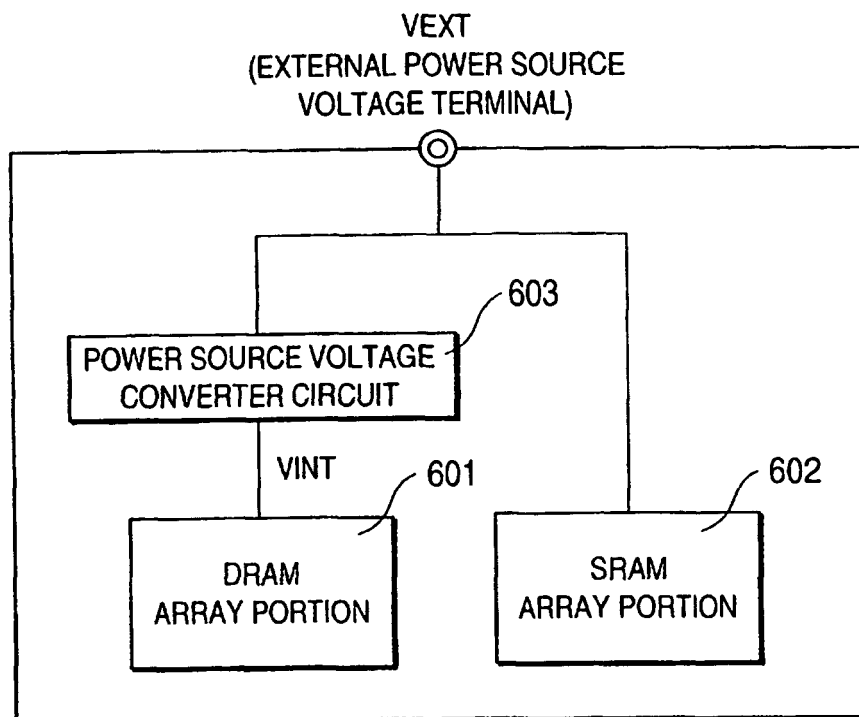 VEXT
(EXTERNAL POWER SOURCE
VOLTAGE TERMINAL)
603
POWER SOURCE VOLTAGE
CONVERTER CIRCUIT
VINT
601
602
DRAM
ARRAY PORTION
SRAM
ARRAY PORTION